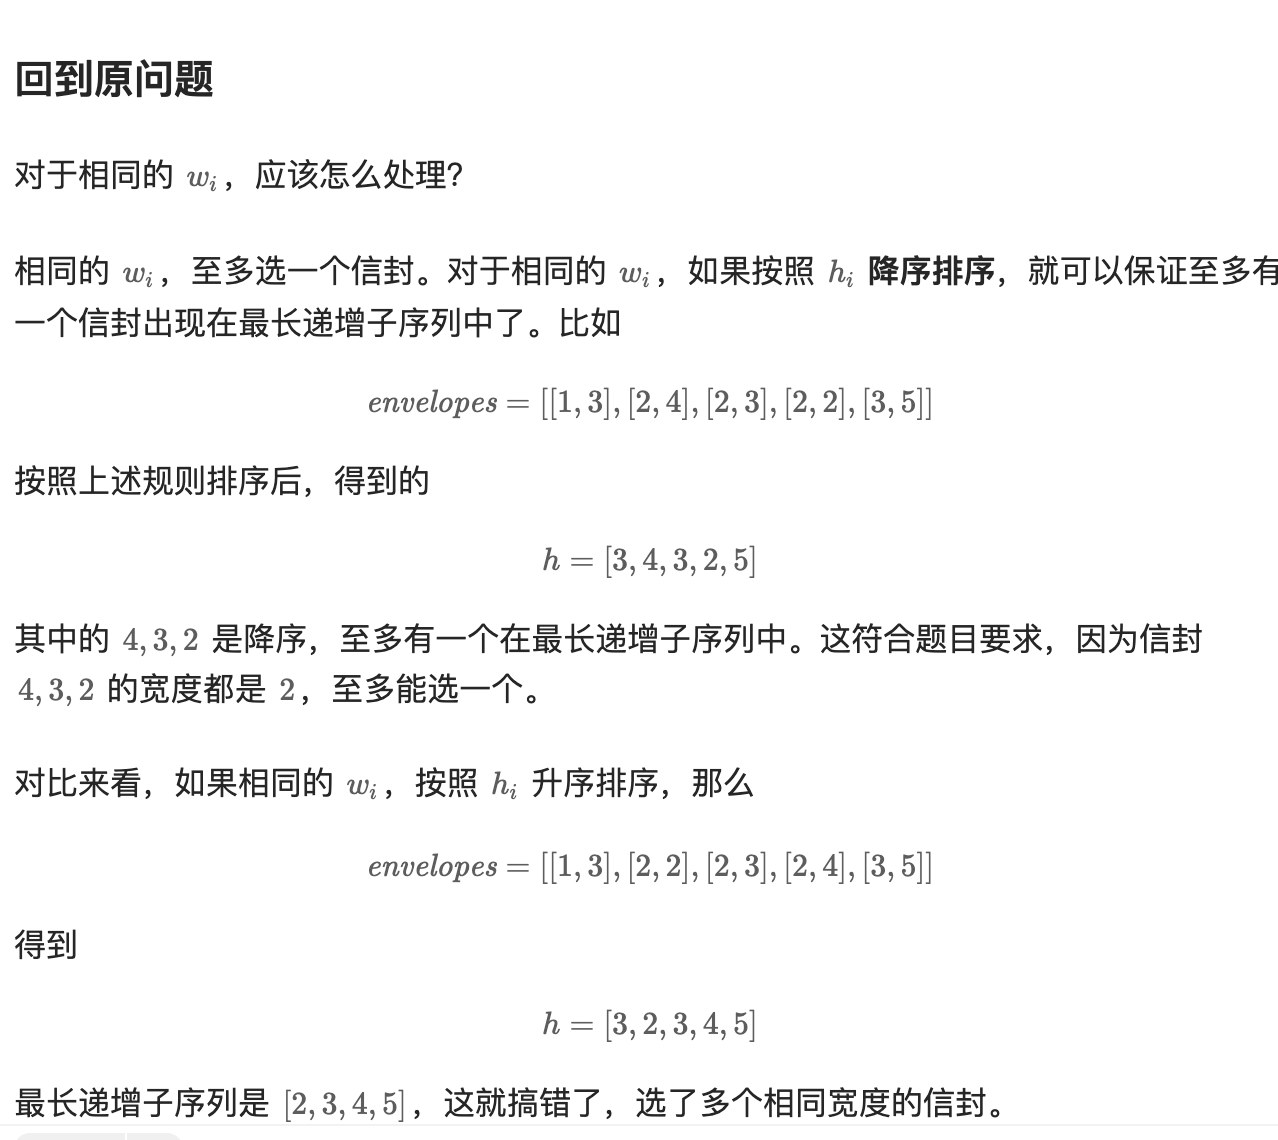 回到原问题
对于相同的 wᵢ，应该怎么处理？
相同的 wᵢ，至多选一个信封。对于相同的 wᵢ，如果按照 hᵢ 降序排序，就可以保证至多有
一个信封出现在最长递增子序列中了。比如
envelopes = [[1, 3], [2, 4], [2, 3], [2, 2], [3, 5]]
按照上述规则排序后，得到的
h = [3, 4, 3, 2, 5]
其中的 4, 3, 2 是降序，至多有一个在最长递增子序列中。这符合题目要求，因为信封
4, 3, 2 的宽度都是 2，至多能选一个。
对比来看，如果相同的 wᵢ，按照 hᵢ 升序排序，那么
envelopes = [[1, 3], [2, 2], [2, 3], [2, 4], [3, 5]]
得到
h = [3, 2, 3, 4, 5]
最长递增子序列是 [2, 3, 4, 5]，这就搞错了，选了多个相同宽度的信封。